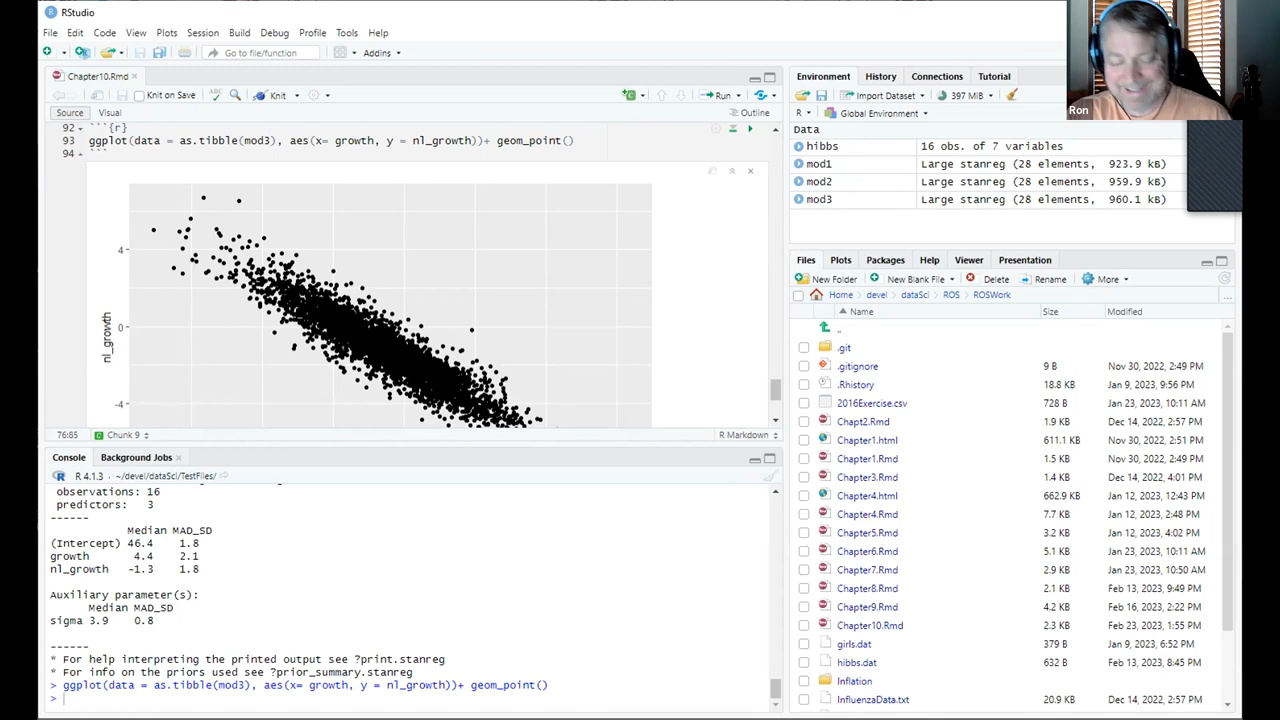 RStudio
File Edit Code View Plots Session Build Debug Profile Tools Help
Go to file/function
Addins
Chapter10.Rmd
Knit on Save
ABC
Knit
Run
Source Visual
Outline
92 ```{r}
93 ggplot(data = as.tibble(mod3), aes(x= growth, y = nl_growth))+ geom_point()
94 ```
4
0
-4
nl_growth
76:85 Chunk 9
R Markdown
Console Background Jobs
R 4.1.3 · ~/devel/dataSci/TestFiles/
observations: 16
predictors: 3
------
Median MAD_SD
(Intercept) 46.4 1.8
growth 4.4 2.1
nl_growth -1.3 1.8
Auxiliary parameter(s):
Median MAD_SD
sigma 3.9 0.8
------
* For help interpreting the printed output see ?print.stanreg
* For info on the priors used see ?prior_summary.stanreg
> ggplot(data = as.tibble(mod3), aes(x= growth, y = nl_growth))+ geom_point()
>
Environment History Connections Tutorial
Import Dataset 397 MiB
R Global Environment
Data
hibbs 16 obs. of 7 variables
mod1 Large stanreg (28 elements, 923.9 kB)
mod2 Large stanreg (28 elements, 959.9 kB)
mod3 Large stanreg (28 elements, 960.1 kB)
Files Plots Packages Help Viewer Presentation
New Folder New Blank File Delete Rename More
Home devel dataSci ROS ROSWork
...
Name Size Modified
..
.git
.gitignore 9 B Nov 30, 2022, 2:49 PM
.Rhistory 18.8 KB Jan 9, 2023, 9:56 PM
2016Exercise.csv 728 B Jan 23, 2023, 10:11 AM
Chapt2.Rmd Dec 14, 2022, 2:57 PM
Chapter1.html 611.1 KB Nov 30, 2022, 2:51 PM
Chapter1.Rmd 1.5 KB Nov 30, 2022, 2:49 PM
Chapter3.Rmd 1.4 KB Dec 14, 2022, 4:01 PM
Chapter4.html 662.9 KB Jan 12, 2023, 12:43 PM
Chapter4.Rmd 7.7 KB Jan 12, 2023, 2:48 PM
Chapter5.Rmd 3.2 KB Jan 12, 2023, 4:02 PM
Chapter6.Rmd 5.1 KB Jan 23, 2023, 10:11 AM
Chapter7.Rmd 2.9 KB Jan 23, 2023, 10:50 AM
Chapter8.Rmd 2.1 KB Feb 13, 2023, 9:49 PM
Chapter9.Rmd 4.2 KB Feb 16, 2023, 2:22 PM
Chapter10.Rmd 2.3 KB Feb 23, 2023, 1:55 PM
girls.dat 379 B Jan 9, 2023, 6:52 PM
hibbs.dat 632 B Feb 13, 2023, 8:45 PM
Inflation
InfluenzaData.txt 20.9 KB Dec 14, 2022, 2:57 PM
Ron